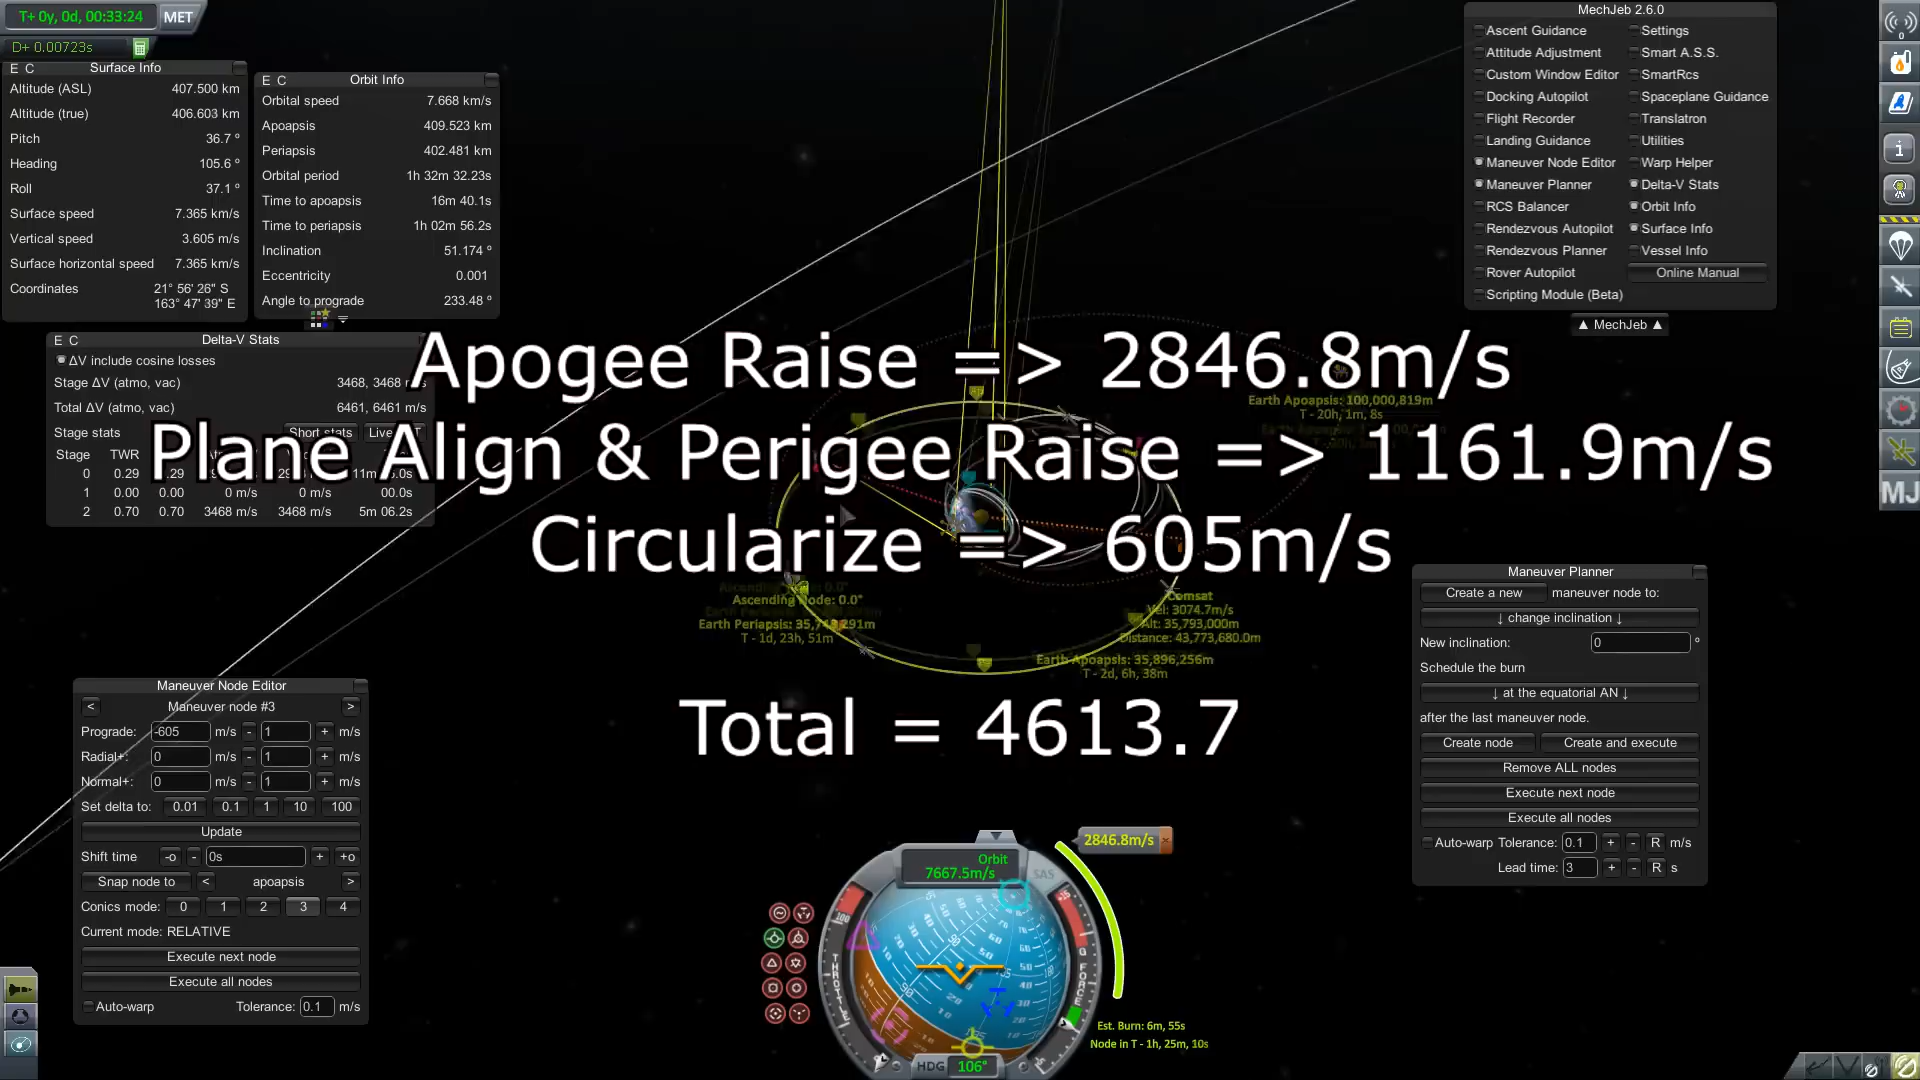 T+ 0y, 0d, 00:33:24 MET
D+ 0.00723s
E C Surface Info
Altitude (ASL) 407.500 km
Altitude (true) 406.603 km
Pitch 36.7 º
Heading 105.6 º
Roll 37.1 º
Surface speed 7.365 km/s
Vertical speed 3.605 m/s
Surface horizontal speed 7.365 km/s
Coordinates 21° 56' 26" S
163° 47' 39" E
E C Orbit Info
Orbital speed 7.668 km/s
Apoapsis 409.523 km
Periapsis 402.481 km
Orbital period 1h 32m 32.23s
Time to apoapsis 16m 40.1s
Time to periapsis 1h 02m 56.2s
Inclination 51.174 º
Eccentricity 0.001
Angle to prograde 233.48 º
E C Delta-V Stats
ΔV include cosine losses
Stage ΔV (atmo, vac) 3468, 3468 m/s
Total ΔV (atmo, vac) 6461, 6461 m/s
Stage stats Short stats
Stage TWR
0 0.29
1 0.00 0.00 0 m/s 0 m/s 00.0s
2 0.70 0.70 3468 m/s 3468 m/s 5m 06.2s
MechJeb 2.6.0
Ascent Guidance Settings
Attitude Adjustment Smart A.S.S.
Custom Window Editor SmartRcs
Docking Autopilot Spaceplane Guidance
Flight Recorder Translatron
Landing Guidance Utilities
Maneuver Node Editor Warp Helper
Maneuver Planner Delta-V Stats
RCS Balancer Orbit Info
Rendezvous Autopilot Surface Info
Rendezvous Planner Vessel Info
Rover Autopilot Online Manual
Scripting Module (Beta)
▲ MechJeb ▲
0
MJ
Apogee Raise => 2846.8m/s
Plane Align & Perigee Raise => 1161.9m/s
Circularize => 605m/s
Total = 4613.7
Earth Apoapsis: 100,000,819m
T - 20h, 1m, 8s
Ascending Node: 0.0°
T - 1d, 23h, 51m
Comsat
Vel: 3074.7m/s
Alt: 35,793,000m
Distance: 43,773,680.0m
Earth Apoapsis: 35,896,256m
T - 2d, 6h, 38m
Maneuver Node Editor
< Maneuver node #3 >
Prograde: -605 m/s - 1 + m/s
Radial+: 0 m/s - 1 + m/s
Normal+: 0 m/s - 1 + m/s
Set delta to: 0.01 0.1 1 10 100
Update
Shift time -o - 0s + +o
Snap node to < apoapsis >
Conics mode: 0 1 2 3 4
Current mode: RELATIVE
Execute next node
Execute all nodes
Auto-warp Tolerance: 0.1 m/s
Maneuver Planner
Create a new maneuver node to:
↓ change inclination ↓
New inclination: 0 º
Schedule the burn
↓ at the equatorial AN ↓
after the last maneuver node.
Create node Create and execute
Remove ALL nodes
Execute next node
Execute all nodes
Auto-warp Tolerance: 0.1 + - R m/s
Lead time: 3 + - R s
2846.8m/s
Orbit
7667.5m/s
SAS
THROTTLE
G FORCE
HDG 106°
Est. Burn: 6m, 55s
Node in T - 1h, 25m, 10s